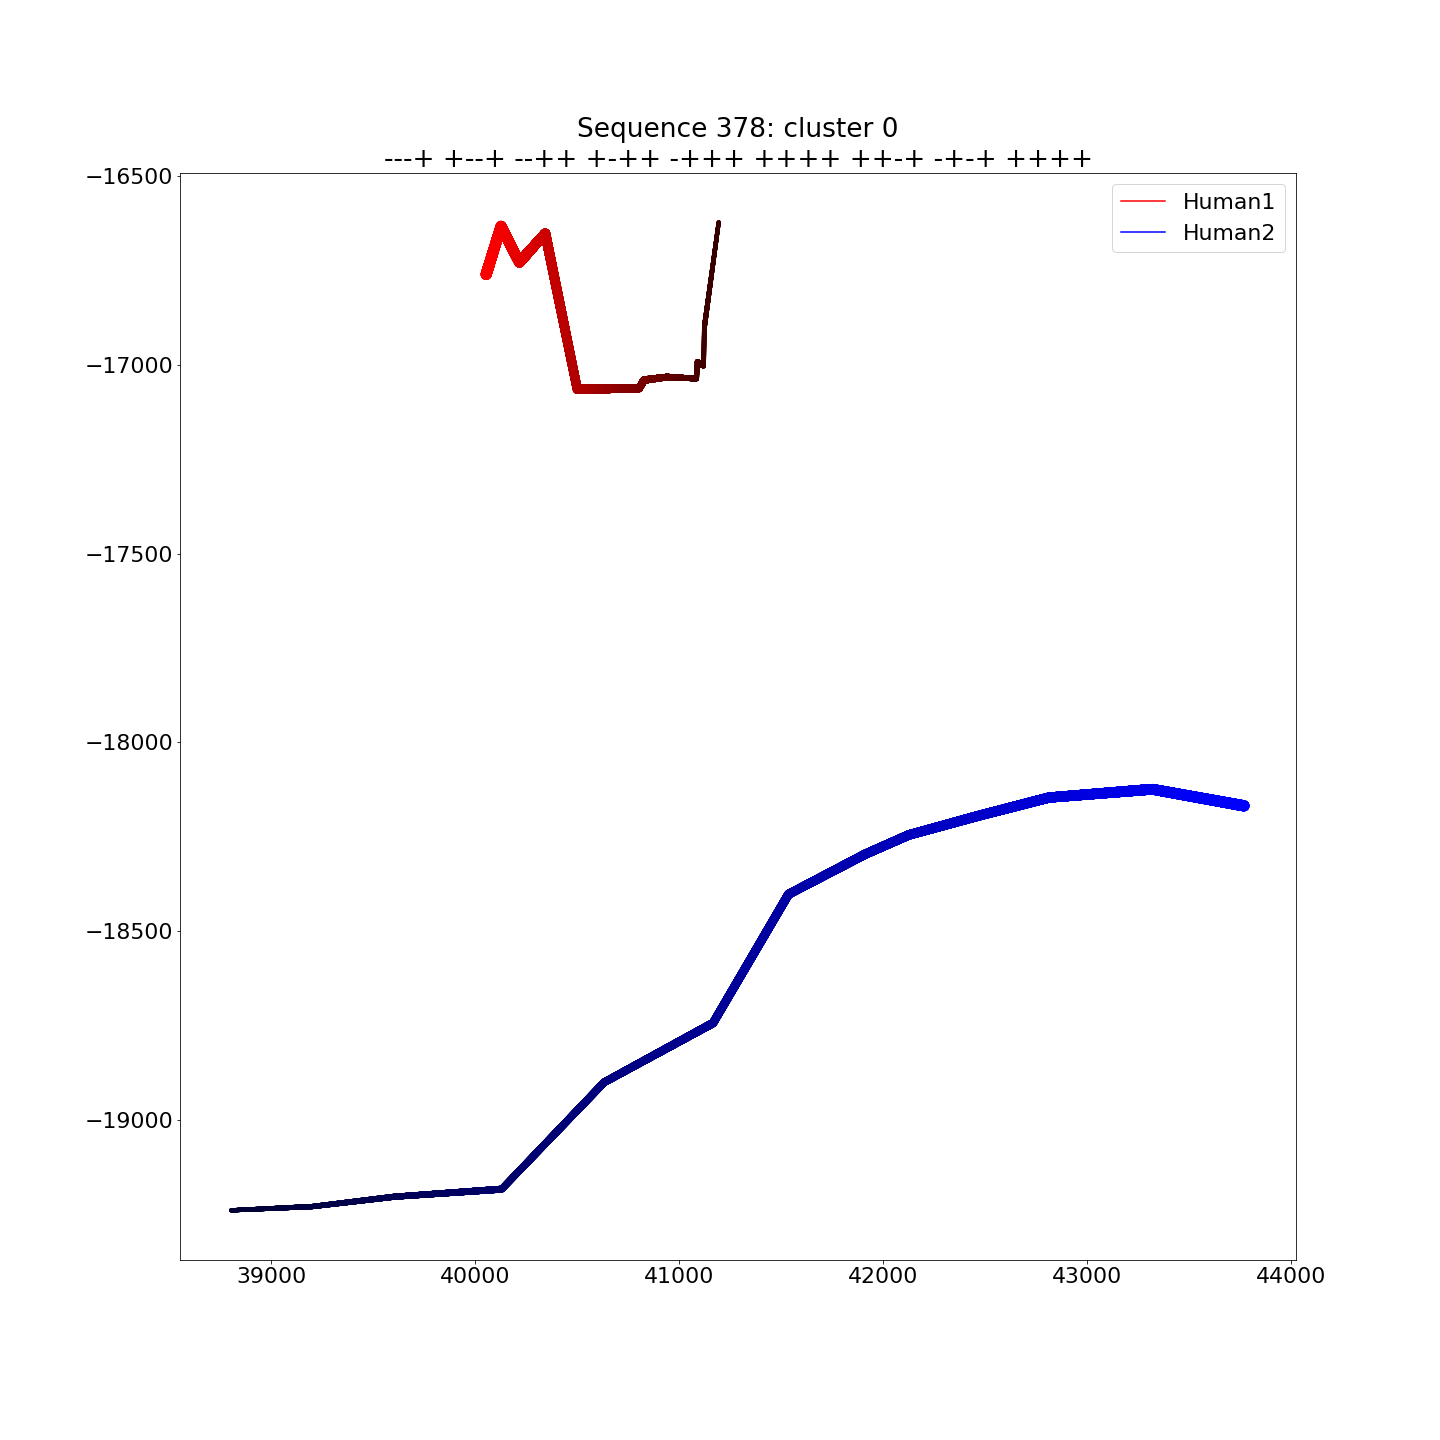 Sequence 378: cluster 0
---+ +--+ --++ +-++ -+++ ++++ ++-+ -+-+ ++++
Human1
Human2
−16500
−17000
−17500
−18000
−18500
−19000
39000 40000 41000 42000 43000 44000